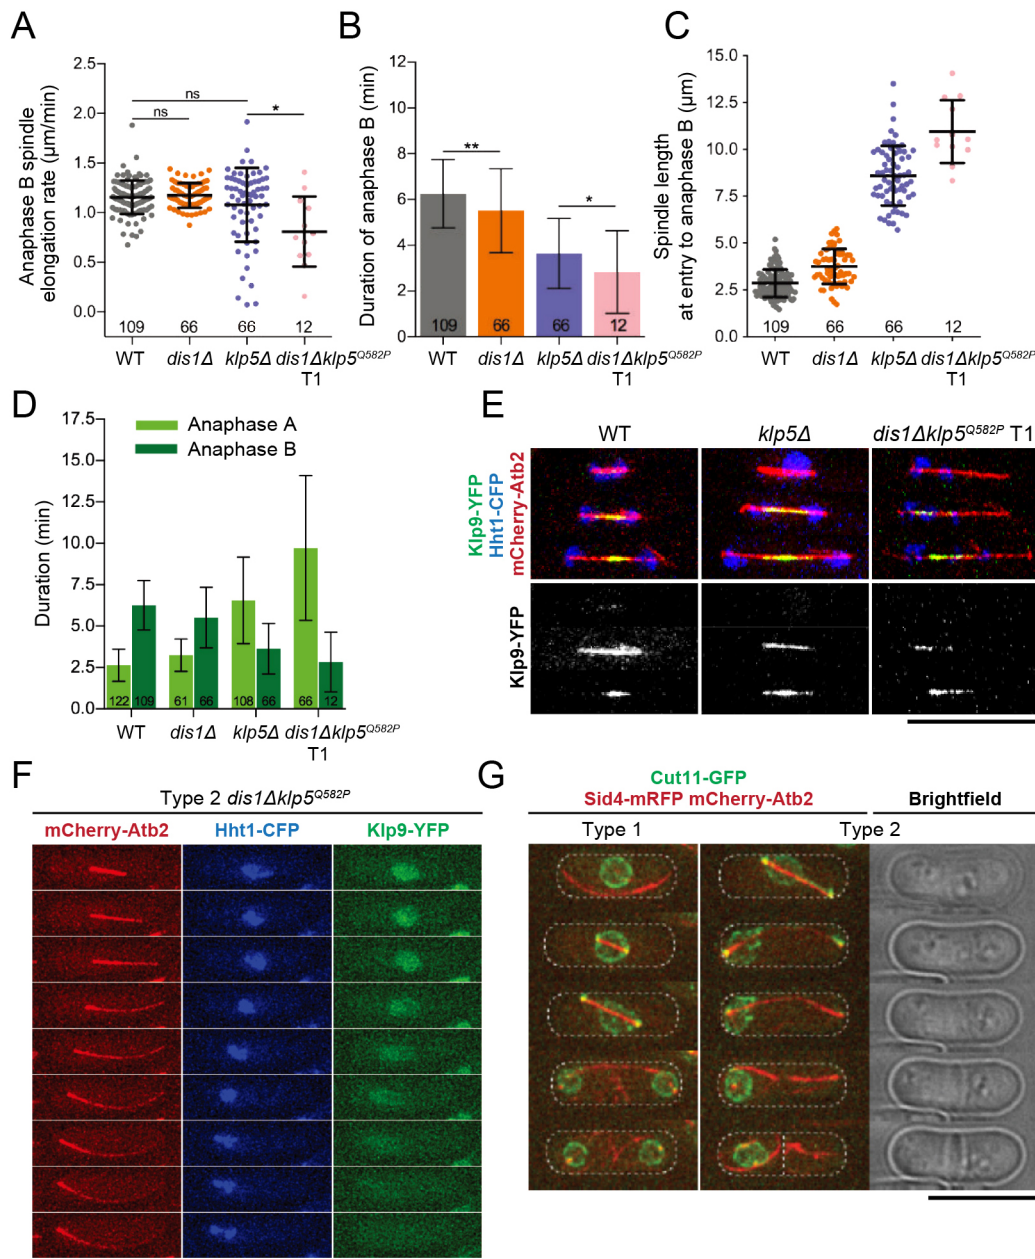 A
Anaphase B spindle
elongation rate (μm/min)
2.5
2.0
1.5
1.0
0.5
0.0
ns
ns
*
109 66 66 12
WT dis1Δ klp5Δ dis1Δklp5Q582P
T1
B
Duration of anaphase B (min)
12
10
8
6
4
2
0
**
*
109 66 66 12
WT dis1Δ klp5Δ dis1Δklp5Q582P
T1
C
Spindle length
at entry to anaphase B (μm)
15.0
12.5
10.0
7.5
5.0
2.5
0.0
109 66 66 12
WT dis1Δ klp5Δ dis1Δklp5Q582P
T1
D
Duration (min)
17.5
15.0
12.5
10.0
7.5
5.0
2.5
0.0
Anaphase A
Anaphase B
122 109 61 66 108 66 66 12
WT dis1Δ klp5Δ dis1Δklp5Q582P
T1
E
WT klp5Δ dis1Δklp5Q582P T1
Klp9-YFP
Hht1-CFP
mCherry-Atb2
Klp9-YFP
F
Type 2 dis1Δklp5Q582P
mCherry-Atb2 Hht1-CFP Klp9-YFP
G
Cut11-GFP
Sid4-mRFP mCherry-Atb2 Brightfield
Type 1 Type 2